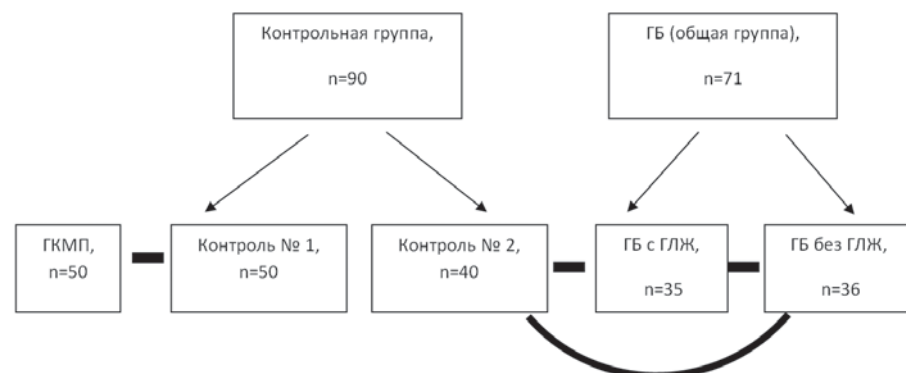 Контрольная группа,
n=90
ГБ (общая группа),
n=71
ГКМП,
n=50
Контроль № 1,
n=50
Контроль № 2,
n=40
ГБ с ГЛЖ,
n=35
ГБ без ГЛЖ,
n=36